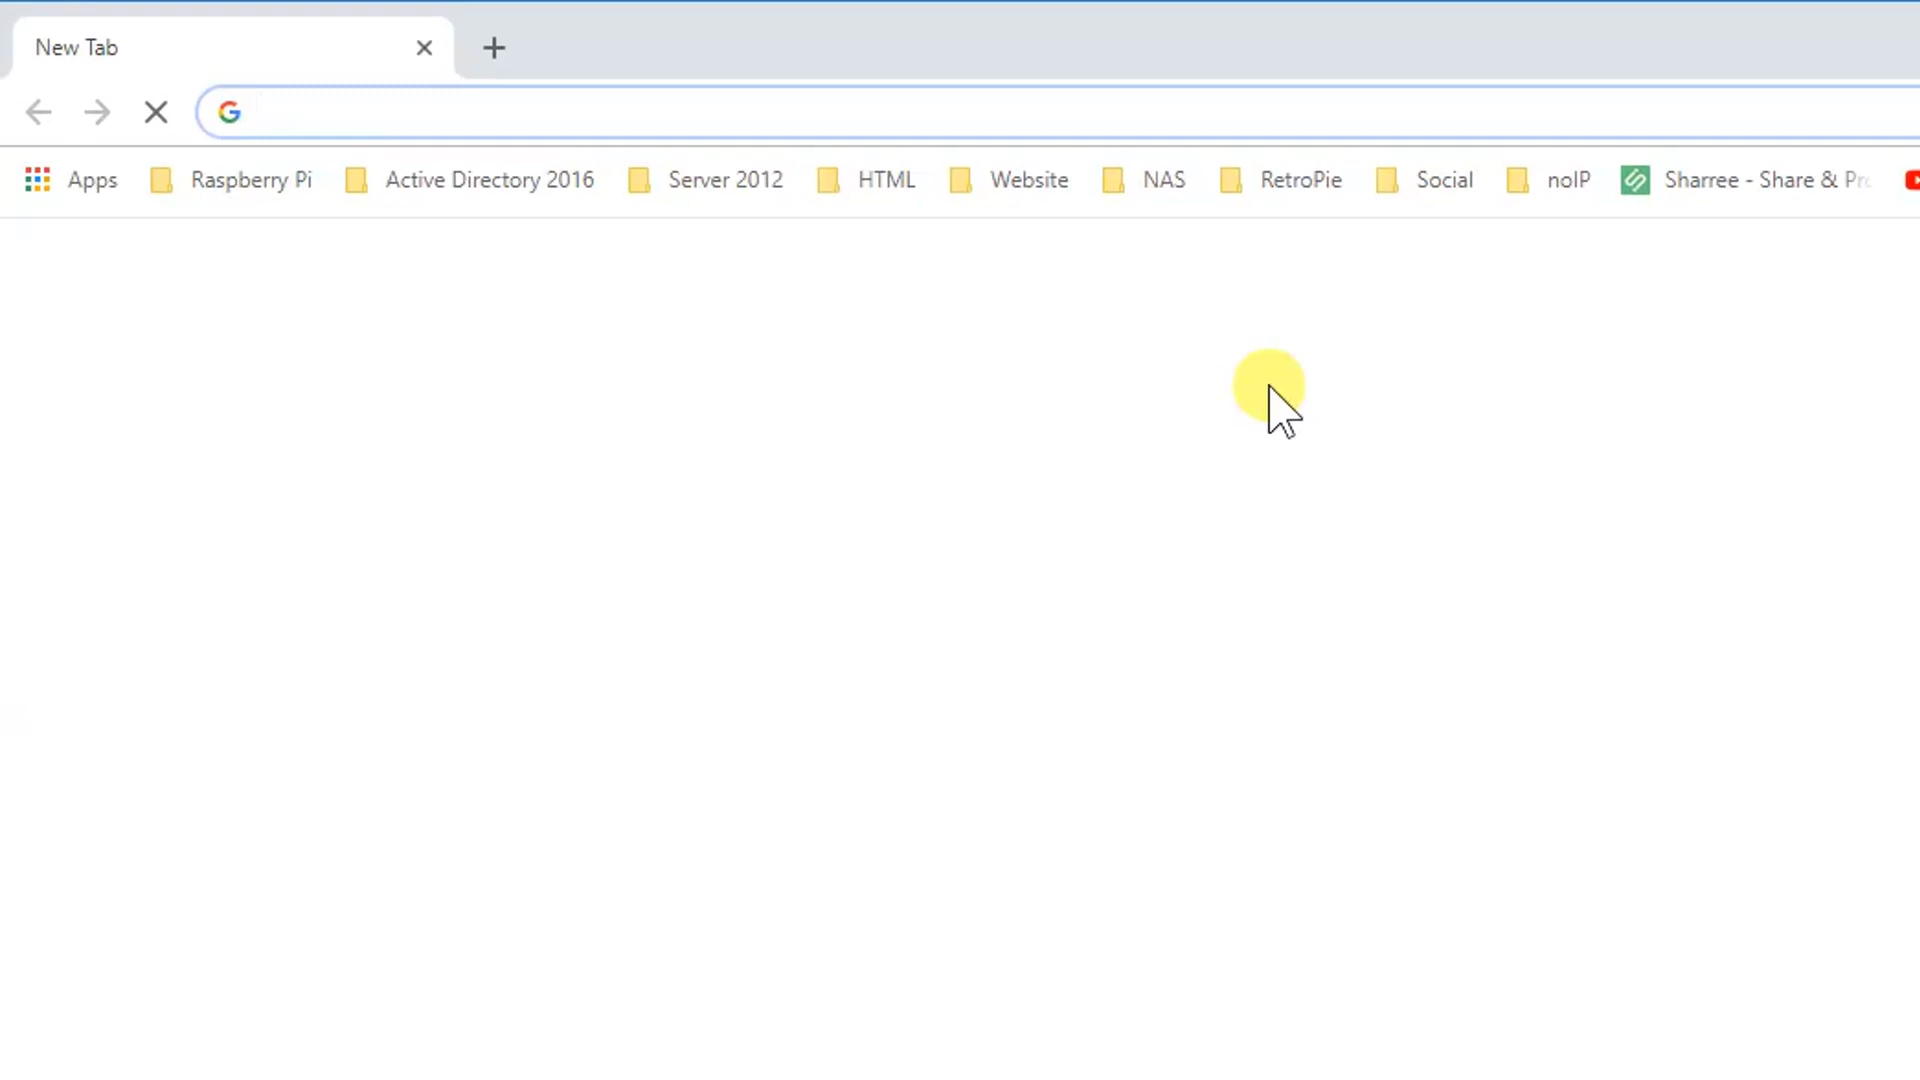 New Tab
Apps Raspberry Pi Active Directory 2016 Server 2012 HTML Website NAS RetroPie Social noIP Sharree - Share &